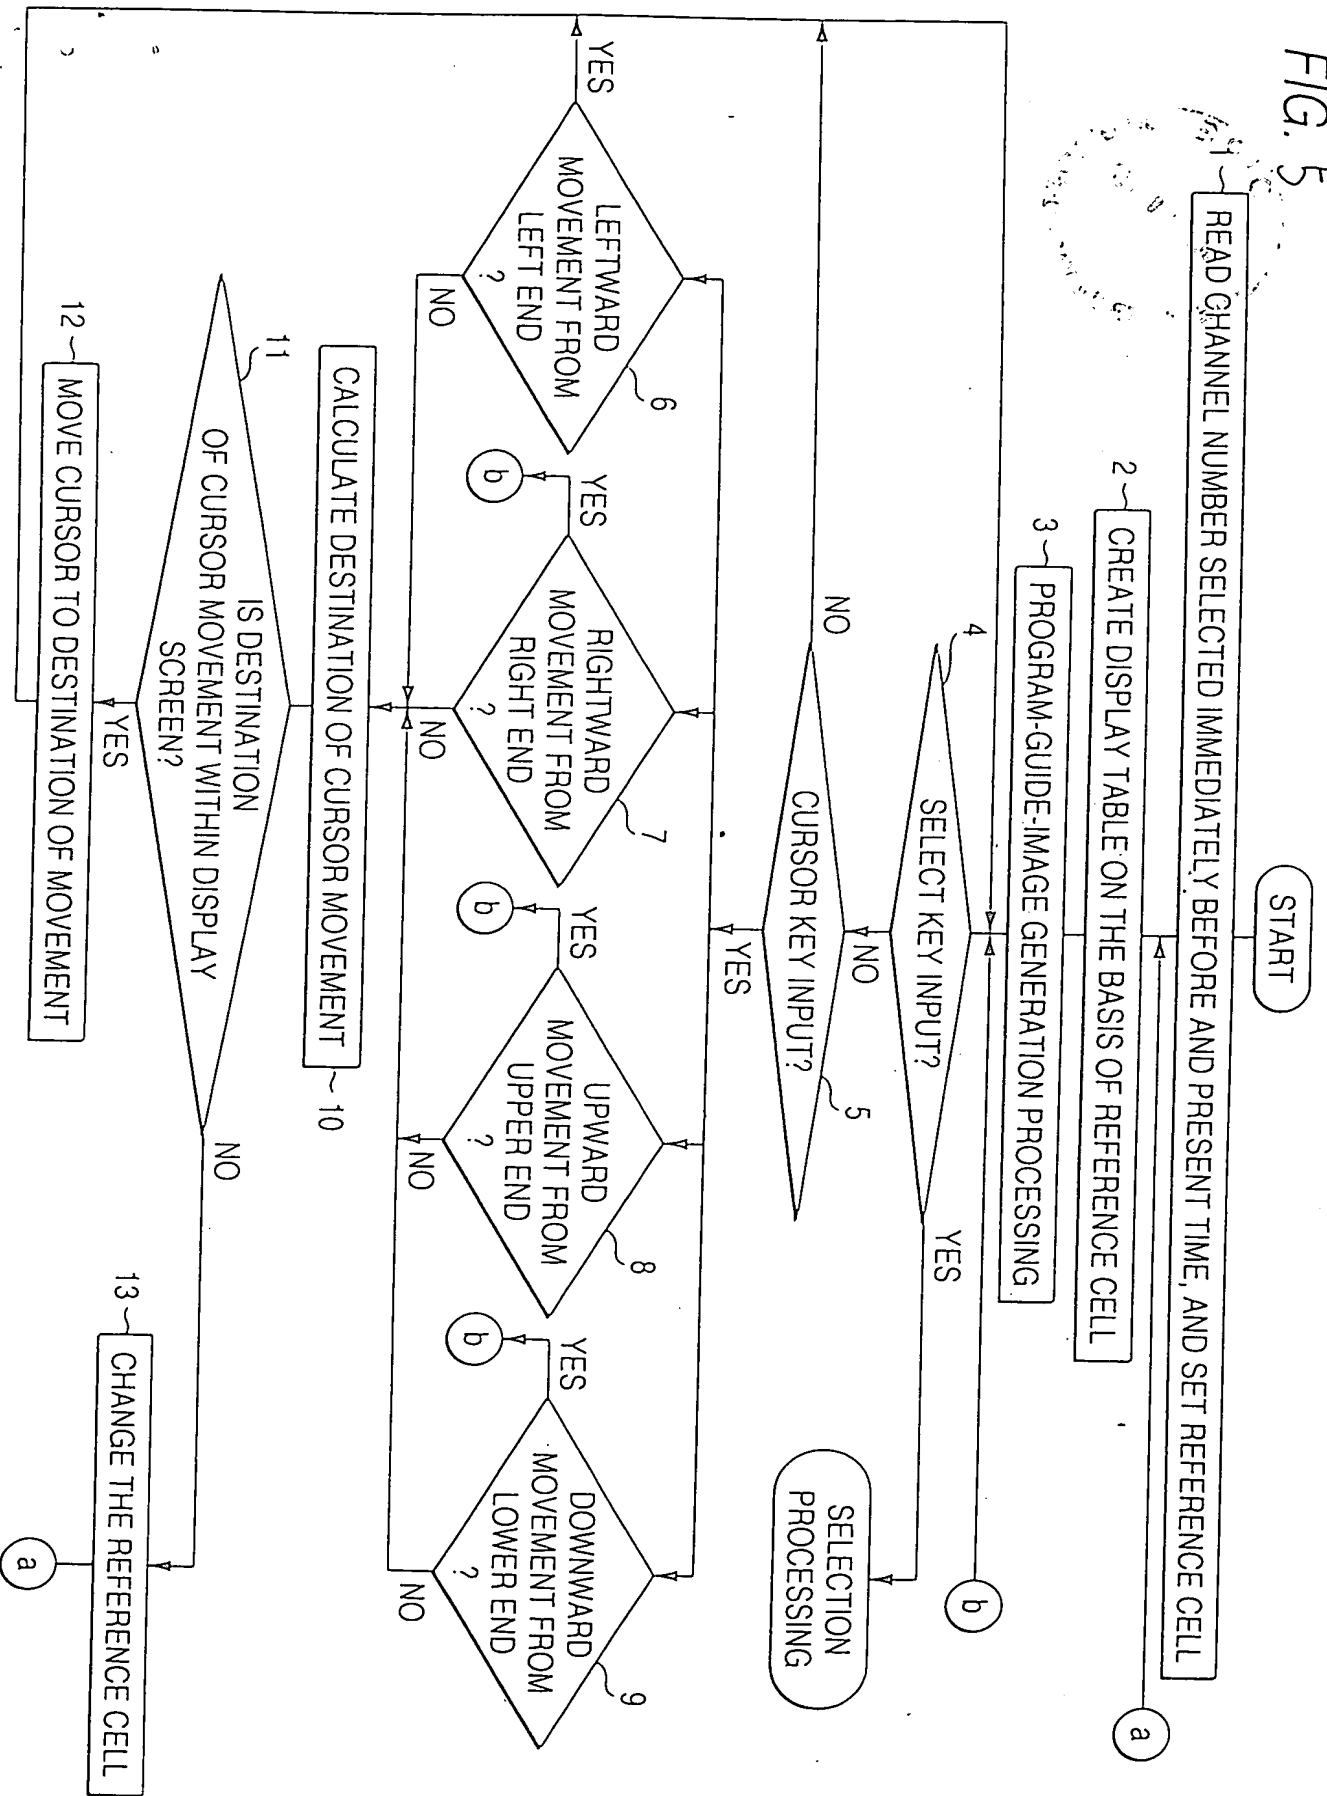 FIG. 5
START
1
READ CHANNEL NUMBER SELECTED IMMEDIATELY BEFORE AND PRESENT TIME, AND SET REFERENCE CELL
a
2
CREATE DISPLAY TABLE ON THE BASIS OF REFERENCE CELL
3
PROGRAM-GUIDE-IMAGE GENERATION PROCESSING
b
4
SELECT KEY INPUT?
YES
NO
SELECTION
PROCESSING
CURSOR KEY INPUT?
5
NO
YES
LEFTWARD
MOVEMENT FROM
LEFT END
?
6
YES
NO
RIGHTWARD
MOVEMENT FROM
RIGHT END
?
7
YES
b
NO
UPWARD
MOVEMENT FROM
UPPER END
?
8
YES
b
NO
DOWNWARD
MOVEMENT FROM
LOWER END
?
9
YES
b
NO
CALCULATE DESTINATION OF CURSOR MOVEMENT
10
11
IS DESTINATION
OF CURSOR MOVEMENT WITHIN DISPLAY
SCREEN?
YES
NO
12
MOVE CURSOR TO DESTINATION OF MOVEMENT
13
CHANGE THE REFERENCE CELL
a